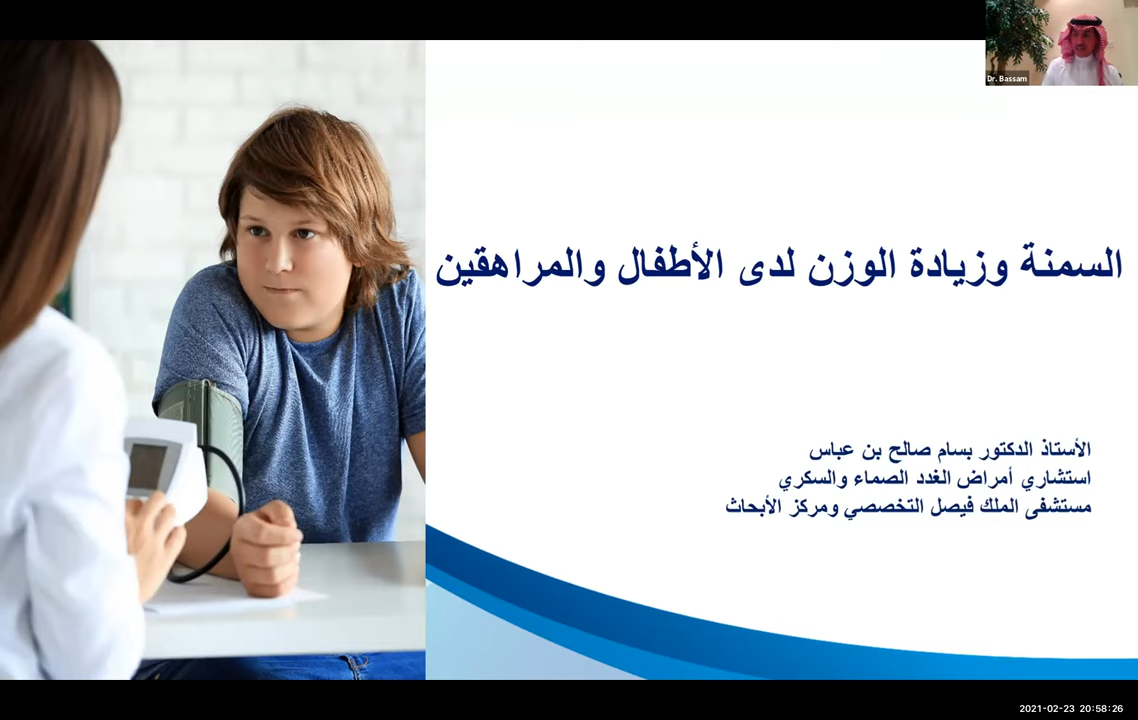 Dr. Bassam
السمنة وزيادة الوزن لدى الأطفال والمراهقين
الأستاذ الدكتور بسام صالح بن عباس
استشاري أمراض الغدد الصماء والسكري
مستشفى الملك فيصل التخصصي ومركز الأبحاث
2021-02-23 20:58:26